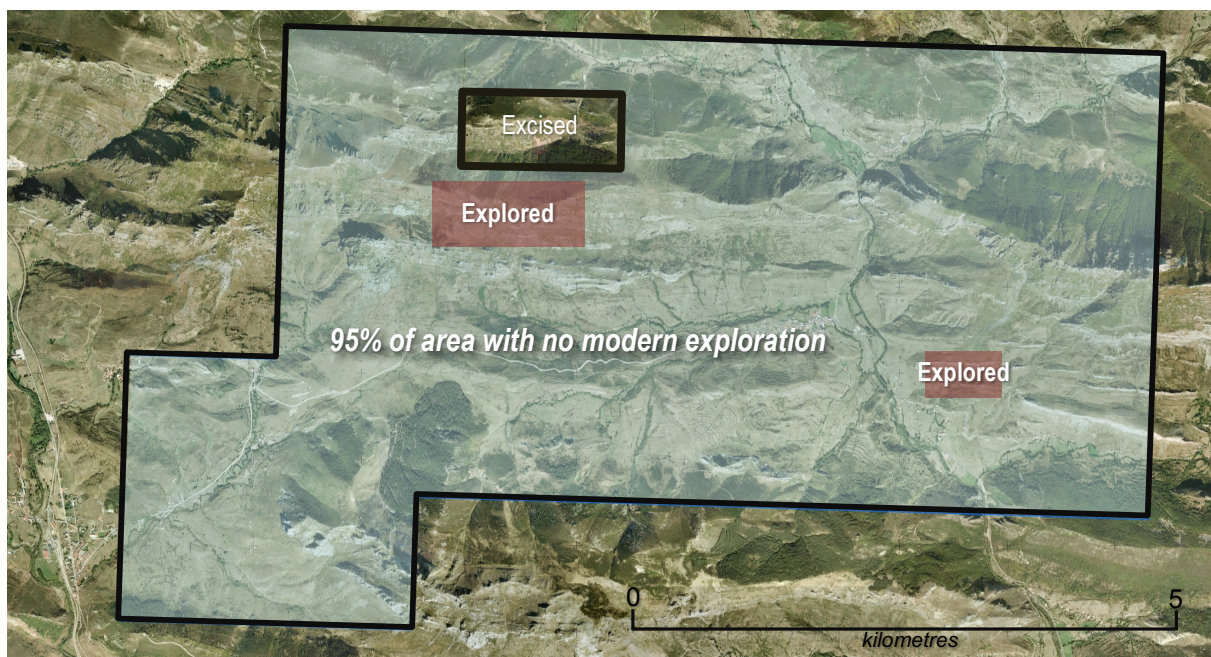 Excised
Explored
95% of area with no modern exploration
Explored
0 5
kilometres